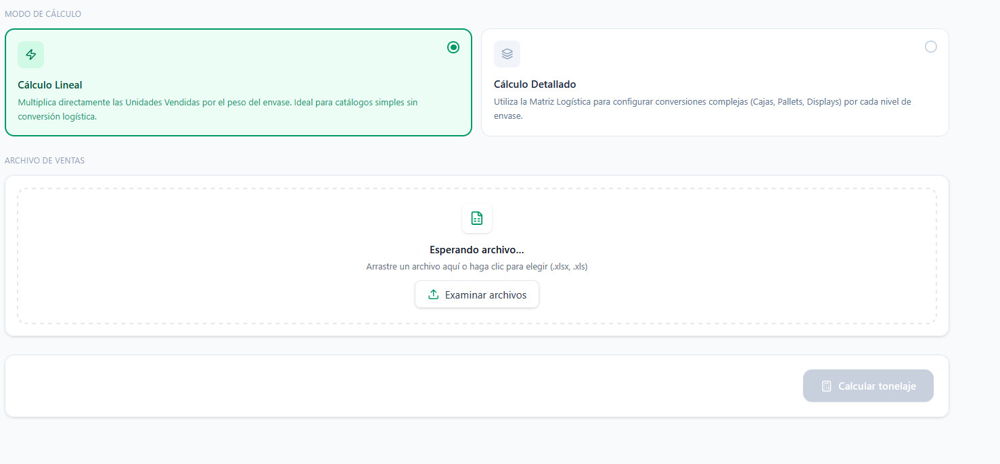 MODO DE CÁLCULO
Cálculo Lineal
Multiplica directamente las Unidades Vendidas por el peso del envase. Ideal para catálogos simples sin
conversión logística.
Cálculo Detallado
Utiliza la Matriz Logística para configurar conversiones complejas (Cajas, Pallets, Displays) por cada nivel de
envase.
ARCHIVO DE VENTAS
Esperando archivo...
Arrastre un archivo aquí o haga clic para elegir (.xlsx, .xls)
Examinar archivos
Calcular tonelaje